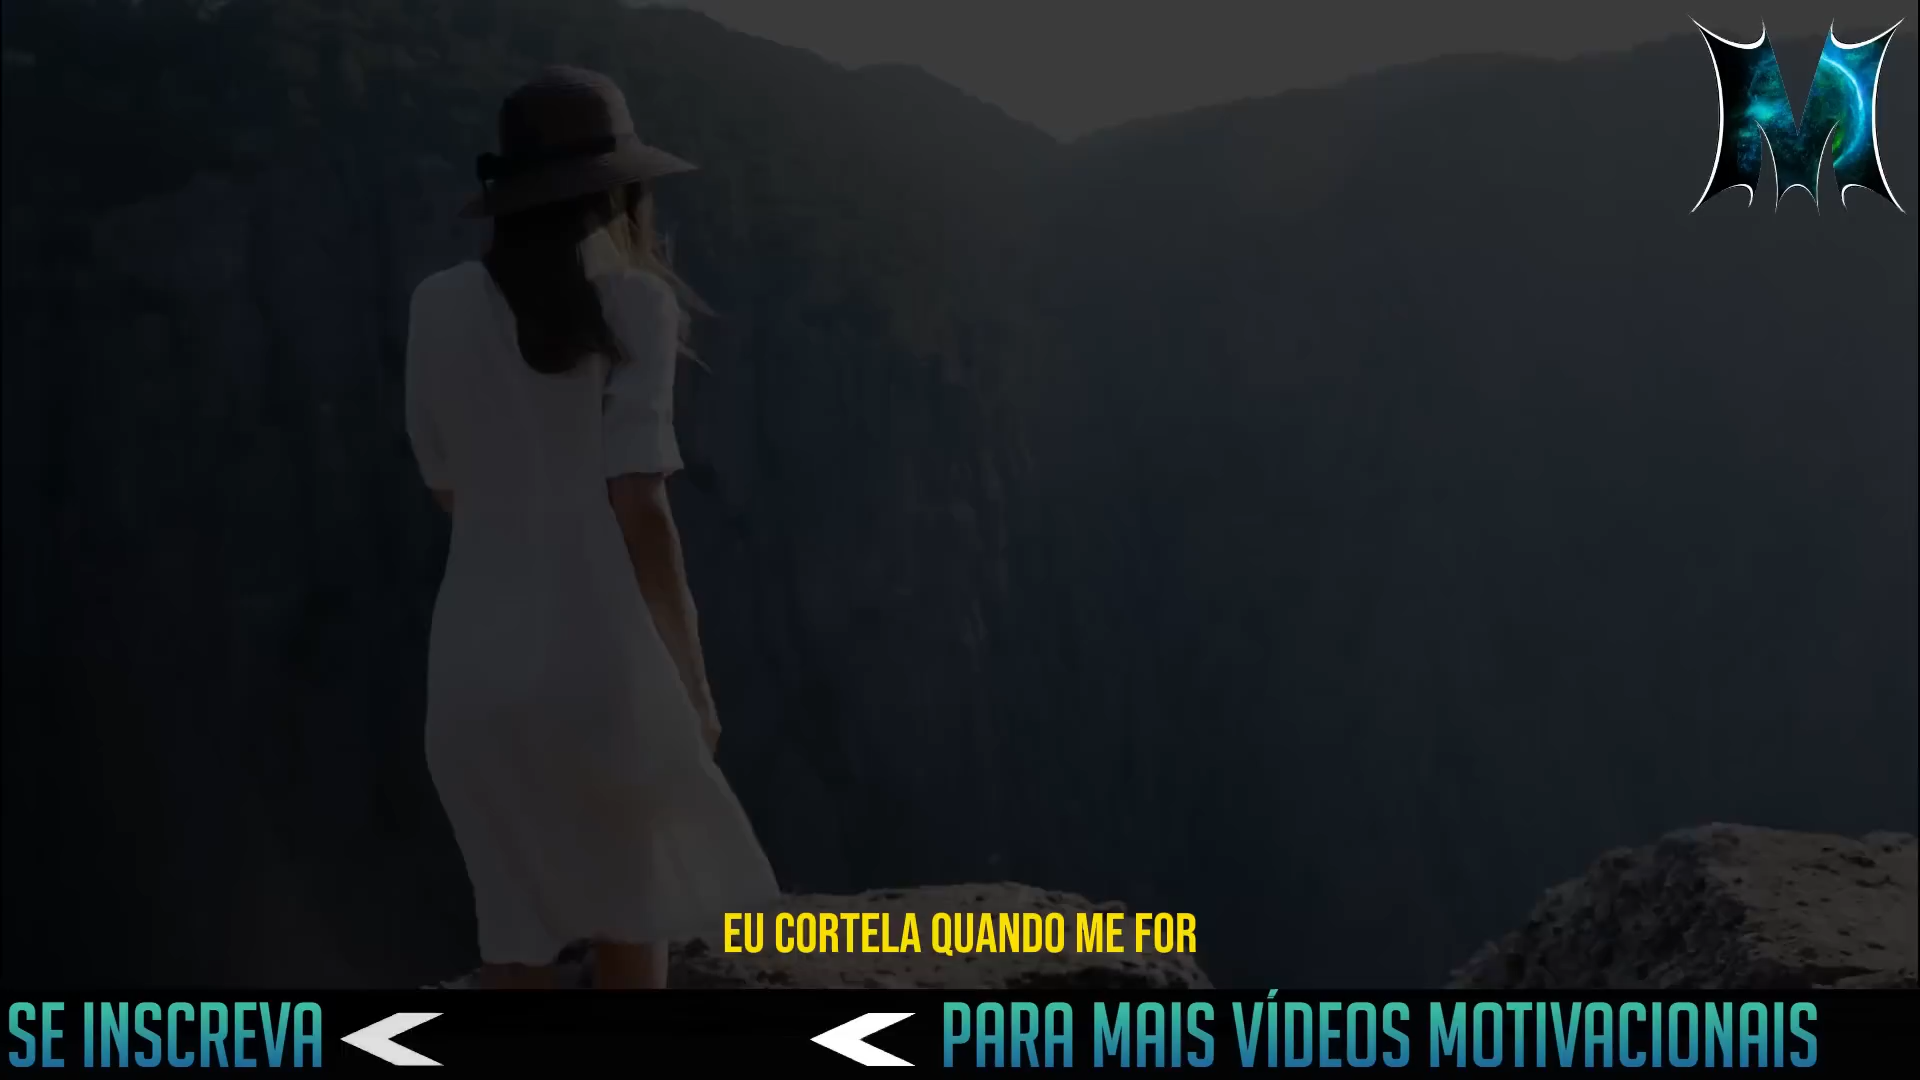 M
EU CORTELA QUANDO ME FOR
SE INSCREVA
PARA MAIS VÍDEOS MOTIVACIONAIS